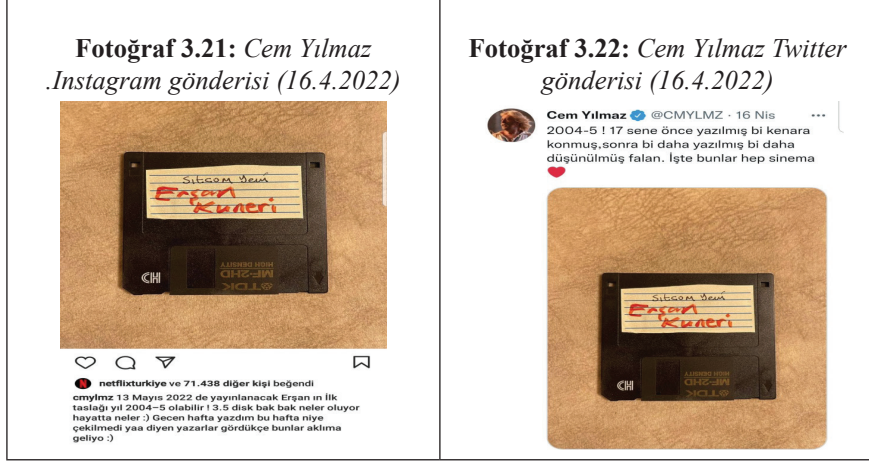 Fotoğraf 3.21: Cem Yılmaz
.Instagram gönderisi (16.4.2022)
Sitcom Yeni
Erşan
Kuneri
HIGH DENSITY
MF-2HD
TDK
netflixturkiye ve 71.438 diğer kişi beğendi
cmylmz 13 Mayıs 2022 de yayınlanacak Erşan ın İlk
taslağı yıl 2004-5 olabilir ! 3.5 disk bak bak neler oluyor
hayatta neler :) Gecen hafta yazdım bu hafta niye
çekilmedi yaa diyen yazarlar gördükçe bunlar aklıma
geliyo :)
Fotoğraf 3.22: Cem Yılmaz Twitter
gönderisi (16.4.2022)
Cem Yılmaz @CMYLMZ · 16 Nis
2004-5 ! 17 sene önce yazılmış bi kenara
konmuş,sonra bi daha yazılmış bi daha
düşünülmüş falan. İşte bunlar hep sinema
Sitcom Yeni
Erşan
Kuneri
HIGH DENSITY
MF-2HD
TDK